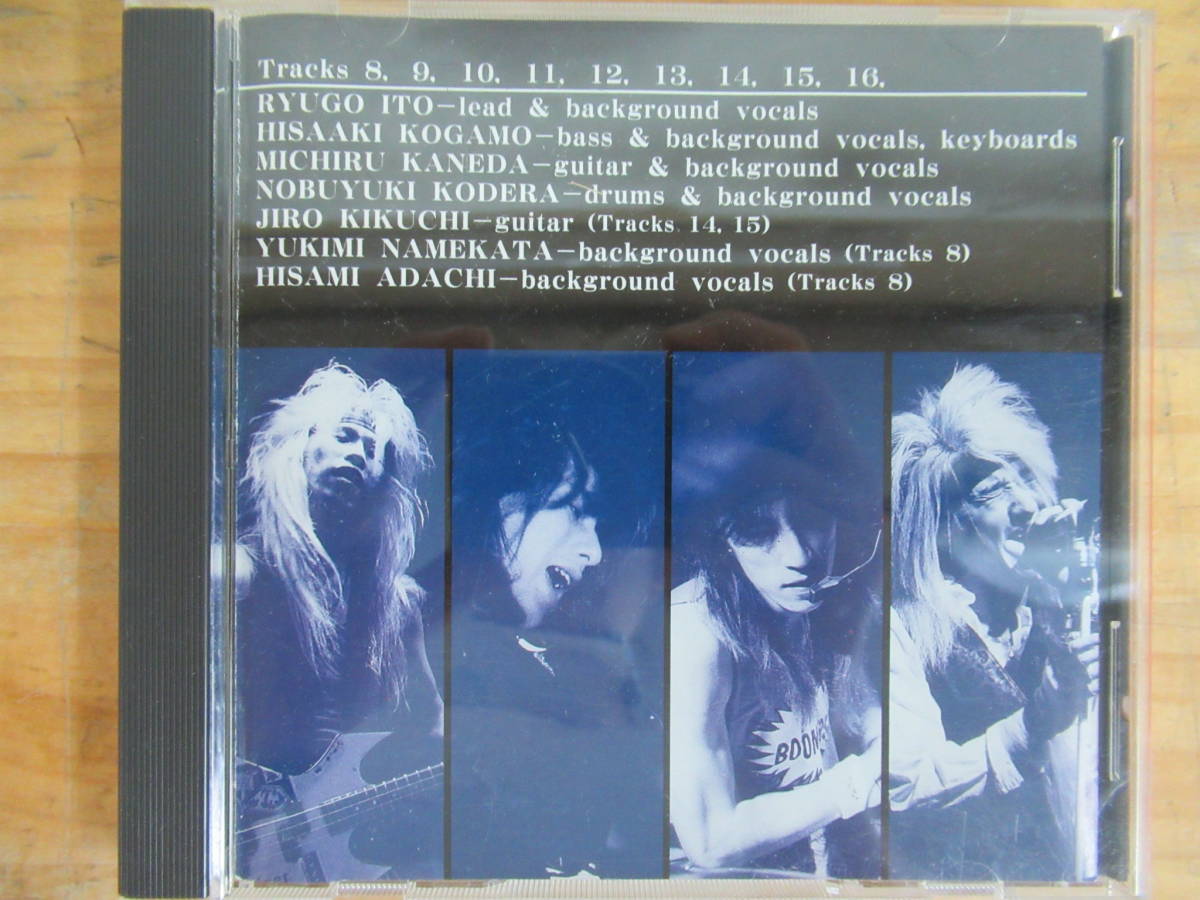 Tracks 8, 9, 10, 11, 12, 13, 14, 15, 16.
RYUGO ITO—lead & background vocals
HISAAKI KOGAMO—bass & background vocals, keyboards
MICHIRU KANEDA—guitar & background vocals
NOBUYUKI KODERA—drums & background vocals
JIRO KIKUCHI—guitar (Tracks 14, 15)
YUKIMI NAMEKATA—background vocals (Tracks 8)
HISAMI ADACHI—background vocals (Tracks 8)